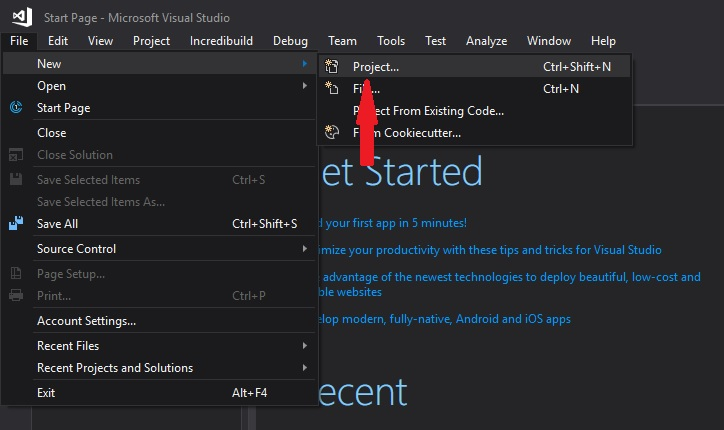 Start Page - Microsoft Visual Studio
File Edit View Project Incredibuild Debug Team Tools Test Analyze Window Help
New
Open
Start Page
Close
Close Solution
Save Selected Items Ctrl+S
Save Selected Items As...
Save All Ctrl+Shift+S
Source Control
Page Setup...
Print... Ctrl+P
Account Settings...
Recent Files
Recent Projects and Solutions
Exit Alt+F4
Project... Ctrl+Shift+N
Ctrl+N
From Existing Code...
Cookiecutter...
et Started
d your first app in 5 minutes!
imize your productivity with these tips and tricks for Visual Studio
advantage of the newest technologies to deploy beautiful, low-cost and
ble websites
elop modern, fully-native, Android and iOS apps
ecent